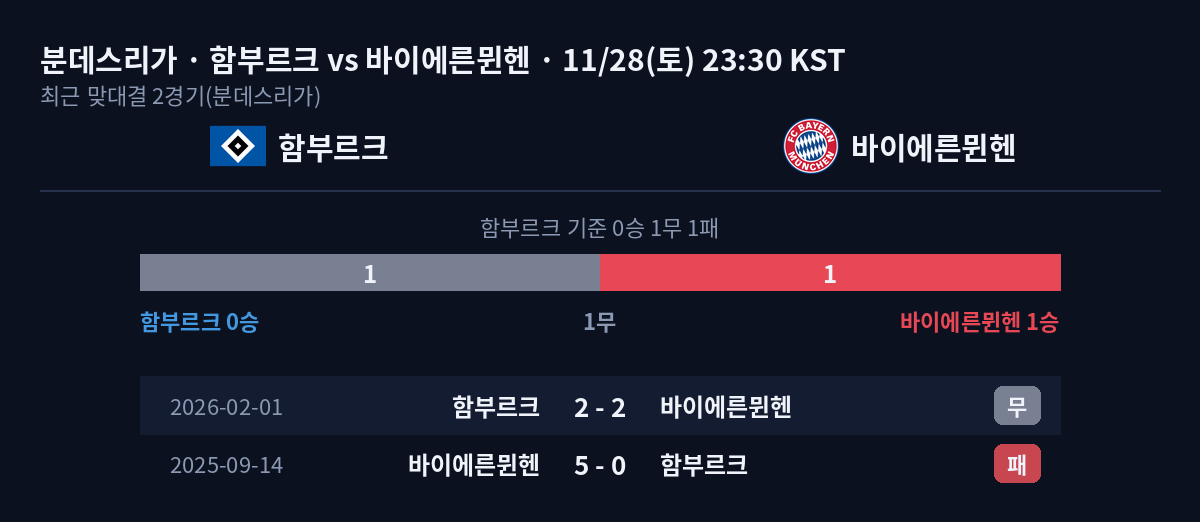 분데스리가 · 함부르크 vs 바이에른뮌헨 · 11/28(토) 23:30 KST
최근 맞대결 2경기(분데스리가)
함부르크
FC BAYERN MÜNCHEN
바이에른뮌헨
함부르크 기준 0승 1무 1패
1 1
함부르크 0승 1무 바이에른뮌헨 1승
2026-02-01 함부르크 2 - 2 바이에른뮌헨 무
2025-09-14 바이에른뮌헨 5 - 0 함부르크 패